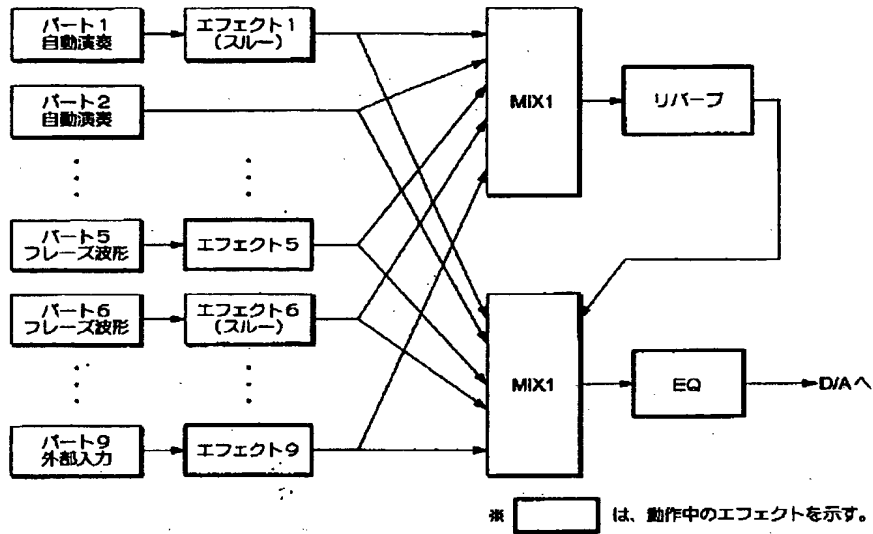 パート1
自動演奏
エフェクト1
(スルー)
MIX1
リバーブ
パート2
自動演奏
パート5
フレーズ波形
エフェクト5
パート6
フレーズ波形
エフェクト6
(スルー)
MIX1
EQ
D/Aへ
パート9
外部入力
エフェクト9
※ は、動作中のエフェクトを示す。